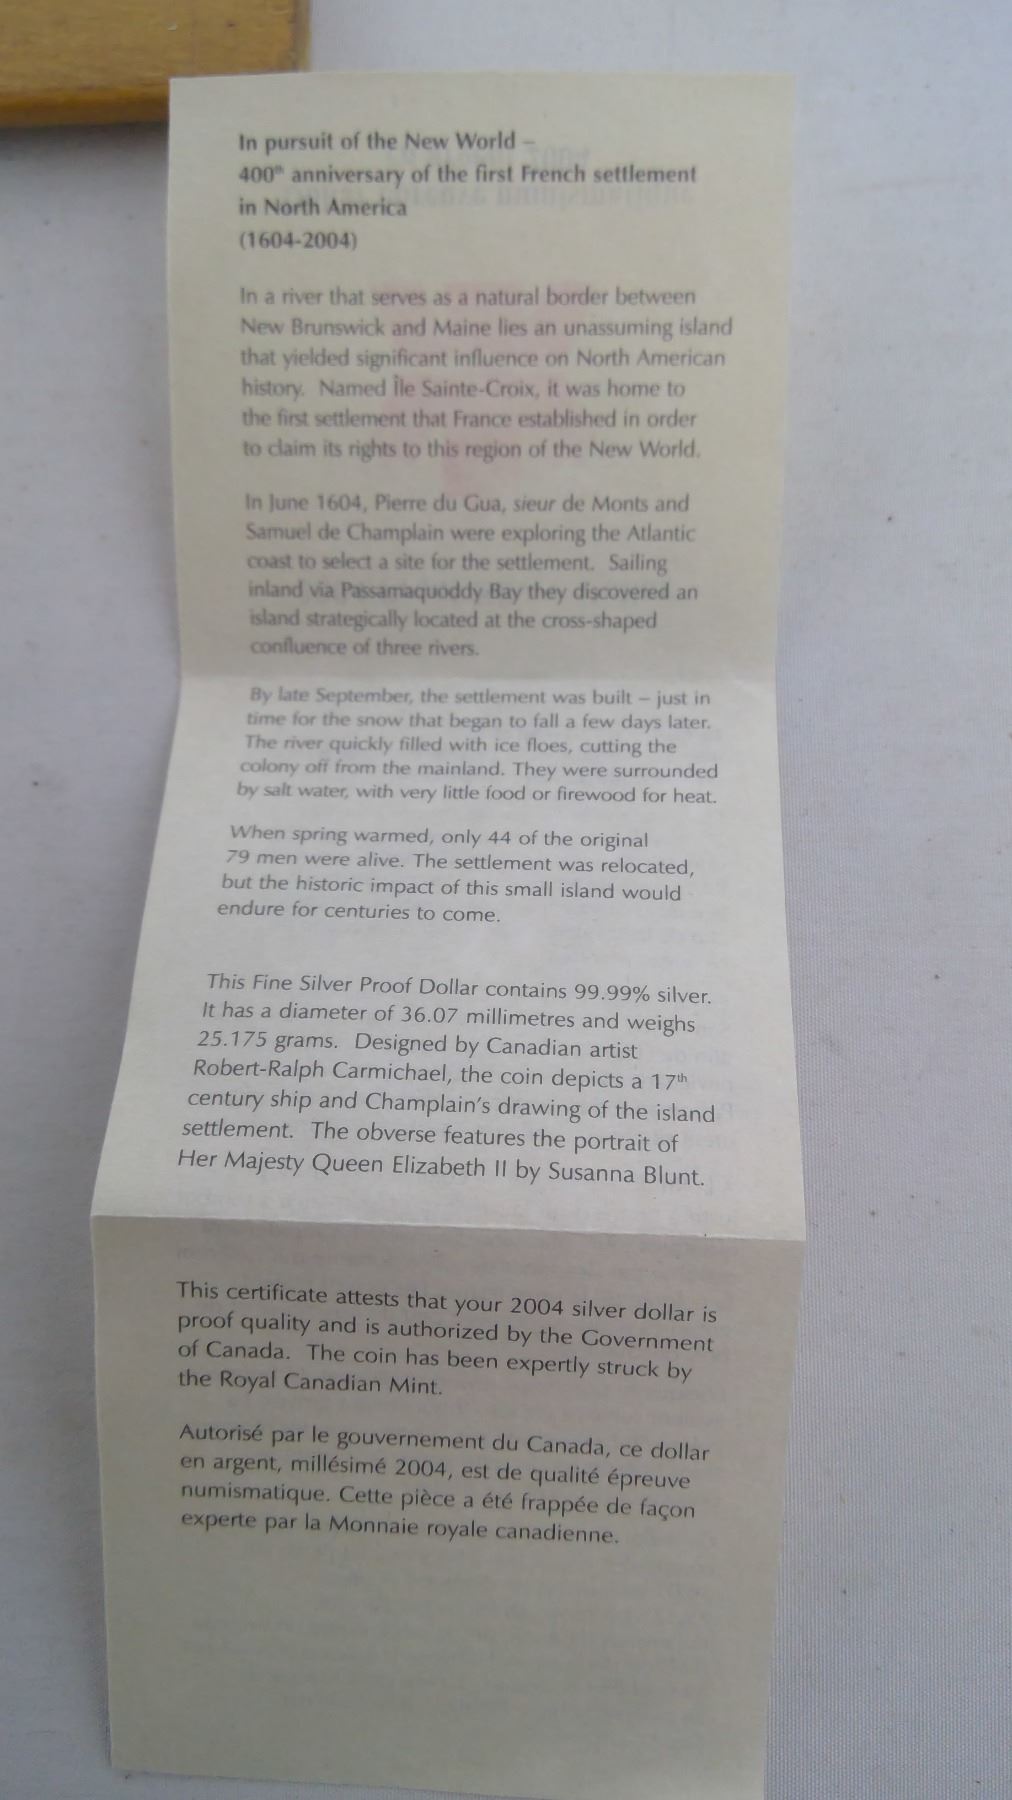 In pursuit of the New World –
400th anniversary of the first French settlement
in North America
(1604-2004)
In a river that serves as a natural border between
New Brunswick and Maine lies an unassuming island
that yielded significant influence on North American
history. Named Île Sainte-Croix, it was home to
the first settlement that France established in order
to claim its rights to this region of the New World.
In June 1604, Pierre du Gua, sieur de Monts and
Samuel de Champlain were exploring the Atlantic
coast to select a site for the settlement. Sailing
inland via Passamaquoddy Bay they discovered an
island strategically located at the cross-shaped
confluence of three rivers.
By late September, the settlement was built – just in
time for the snow that began to fall a few days later.
The river quickly filled with ice floes, cutting the
colony off from the mainland. They were surrounded
by salt water, with very little food or firewood for heat.
When spring warmed, only 44 of the original
79 men were alive. The settlement was relocated,
but the historic impact of this small island would
endure for centuries to come.
This Fine Silver Proof Dollar contains 99.99% silver.
It has a diameter of 36.07 millimetres and weighs
25.175 grams. Designed by Canadian artist
Robert-Ralph Carmichael, the coin depicts a 17th
century ship and Champlain's drawing of the island
settlement. The obverse features the portrait of
Her Majesty Queen Elizabeth II by Susanna Blunt.
This certificate attests that your 2004 silver dollar is
proof quality and is authorized by the Government
of Canada. The coin has been expertly struck by
the Royal Canadian Mint.
Autorisé par le gouvernement du Canada, ce dollar
en argent, millésimé 2004, est de qualité épreuve
numismatique. Cette pièce a été frappée de façon
experte par la Monnaie royale canadienne.